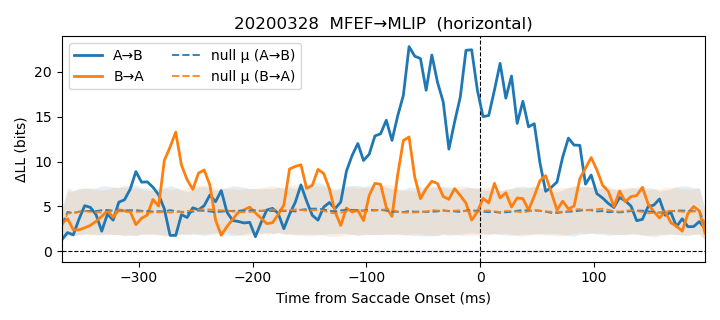 20200328  MFEF→MLIP  (horizontal)
A→B
B→A
null μ (A→B)
null μ (B→A)
ΔLL (bits)
20
15
10
5
0
−300
−200
−100
0
100
Time from Saccade Onset (ms)